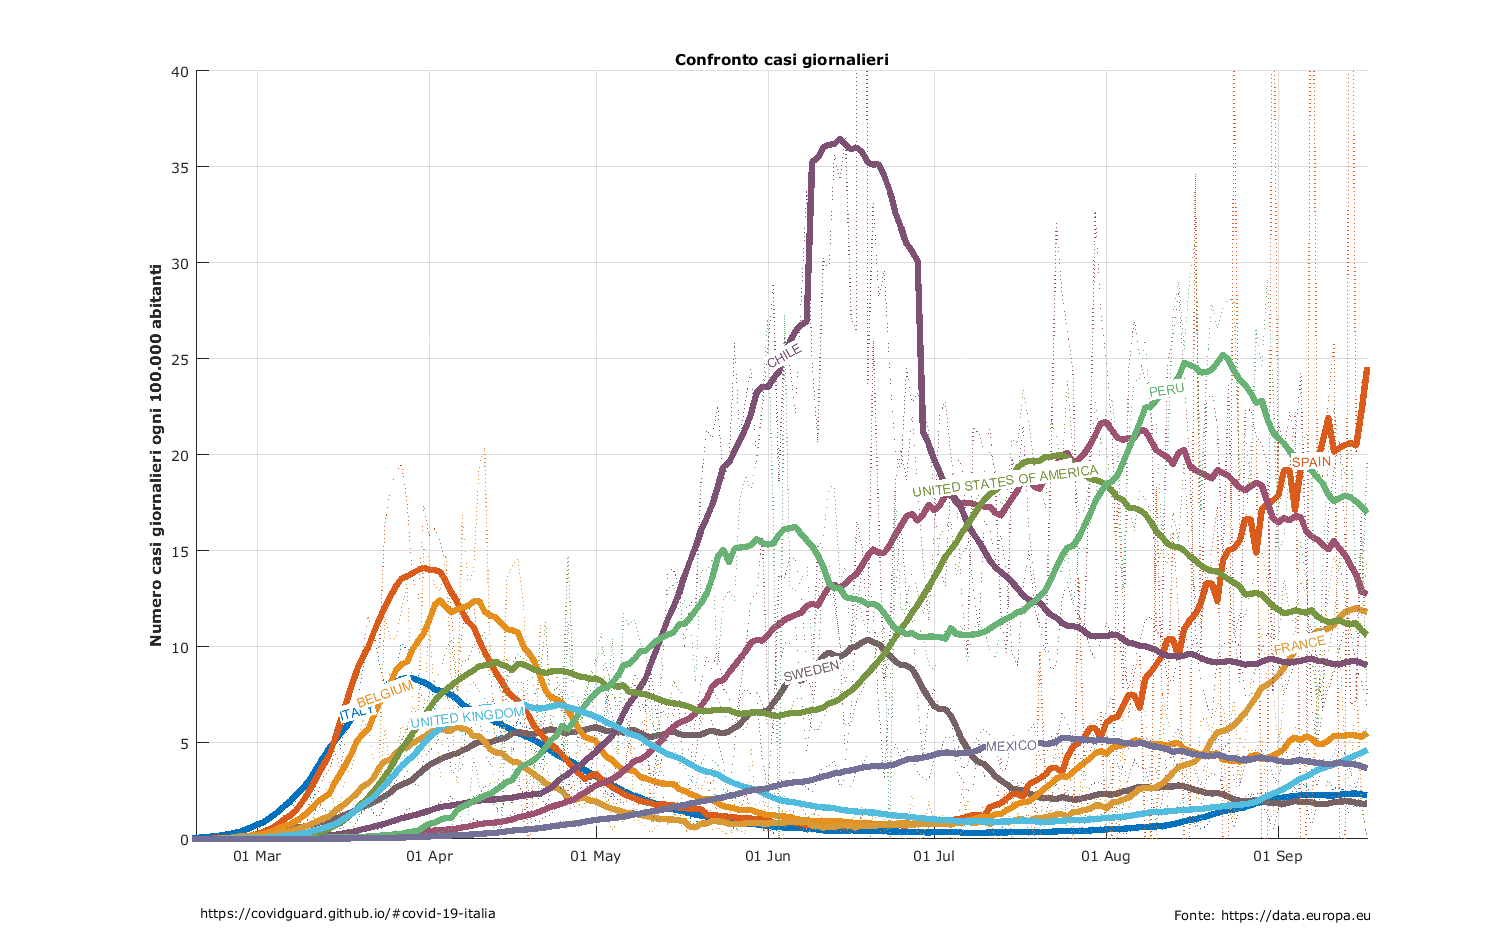 Confronto casi giornalieri
Numero casi giornalieri ogni 100.000 abitanti
40
35
30
25
20
15
10
5
0
CHILE
PERU
SPAIN
UNITED STATES OF AMERICA
SWEDEN
FRANCE
BELGIUM
ITALY
UNITED KINGDOM
MEXICO
01 Mar
01 Apr
01 May
01 Jun
01 Jul
01 Aug
01 Sep
https://covidguard.github.io/#covid-19-italia
Fonte: https://data.europa.eu